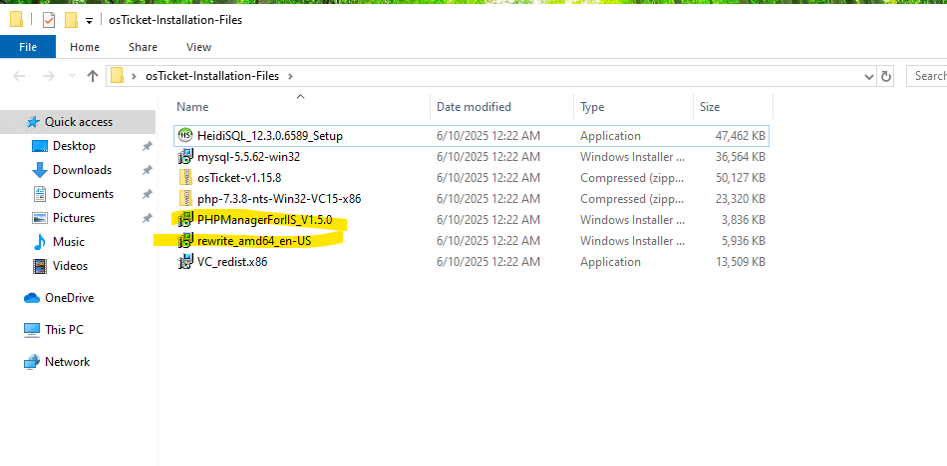 osTicket-Installation-Files
File Home Share View
osTicket-Installation-Files Search
Name Date modified Type Size
Quick access
Desktop
Downloads
Documents
Pictures
Music
Videos
OneDrive
This PC
Network
HeidiSQL_12.3.0.6589_Setup 6/10/2025 12:22 AM Application 47,462 KB
mysql-5.5.62-win32 6/10/2025 12:22 AM Windows Installer ... 36,564 KB
osTicket-v1.15.8 6/10/2025 12:22 AM Compressed (zipp... 50,127 KB
php-7.3.8-nts-Win32-VC15-x86 6/10/2025 12:22 AM Compressed (zipp... 23,320 KB
PHPManagerForIIS_V1.5.0 6/10/2025 12:22 AM Windows Installer ... 3,836 KB
rewrite_amd64_en-US 6/10/2025 12:22 AM Windows Installer ... 5,936 KB
VC_redist.x86 6/10/2025 12:22 AM Application 13,509 KB